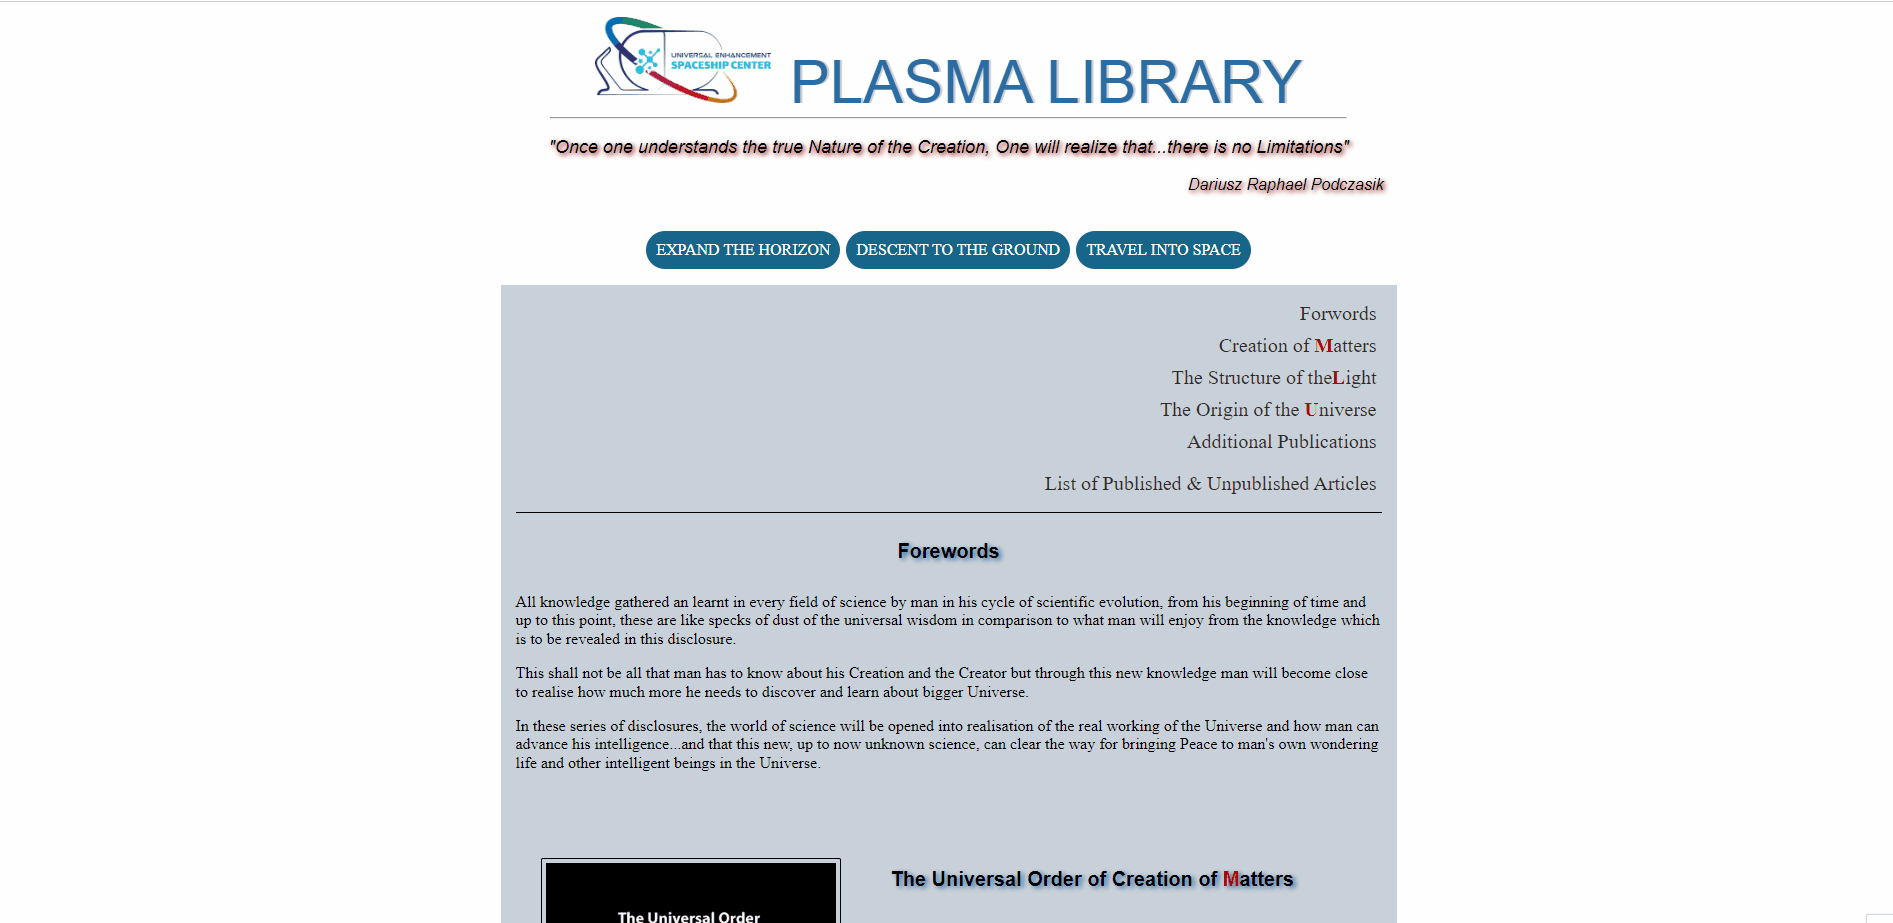 UNIVERSAL ENHANCEMENT
SPACESHIP CENTER
PLASMA LIBRARY
"Once one understands the true Nature of the Creation, One will realize that...there is no Limitations"
Dariusz Raphael Podczasik
EXPAND THE HORIZON
DESCENT TO THE GROUND
TRAVEL INTO SPACE
Forwords
Creation of Matters
The Structure of theLight
The Origin of the Universe
Additional Publications
List of Published & Unpublished Articles
Forewords
All knowledge gathered an learnt in every field of science by man in his cycle of scientific evolution, from his beginning of time and
up to this point, these are like specks of dust of the universal wisdom in comparison to what man will enjoy from the knowledge which
is to be revealed in this disclosure.
This shall not be all that man has to know about his Creation and the Creator but through this new knowledge man will become close
to realise how much more he needs to discover and learn about bigger Universe.
In these series of disclosures, the world of science will be opened into realisation of the real working of the Universe and how man can
advance his intelligence...and that this new, up to now unknown science, can clear the way for bringing Peace to man's own wondering
life and other intelligent beings in the Universe.
The Universal Order of Creation of Matters
The Universal Order